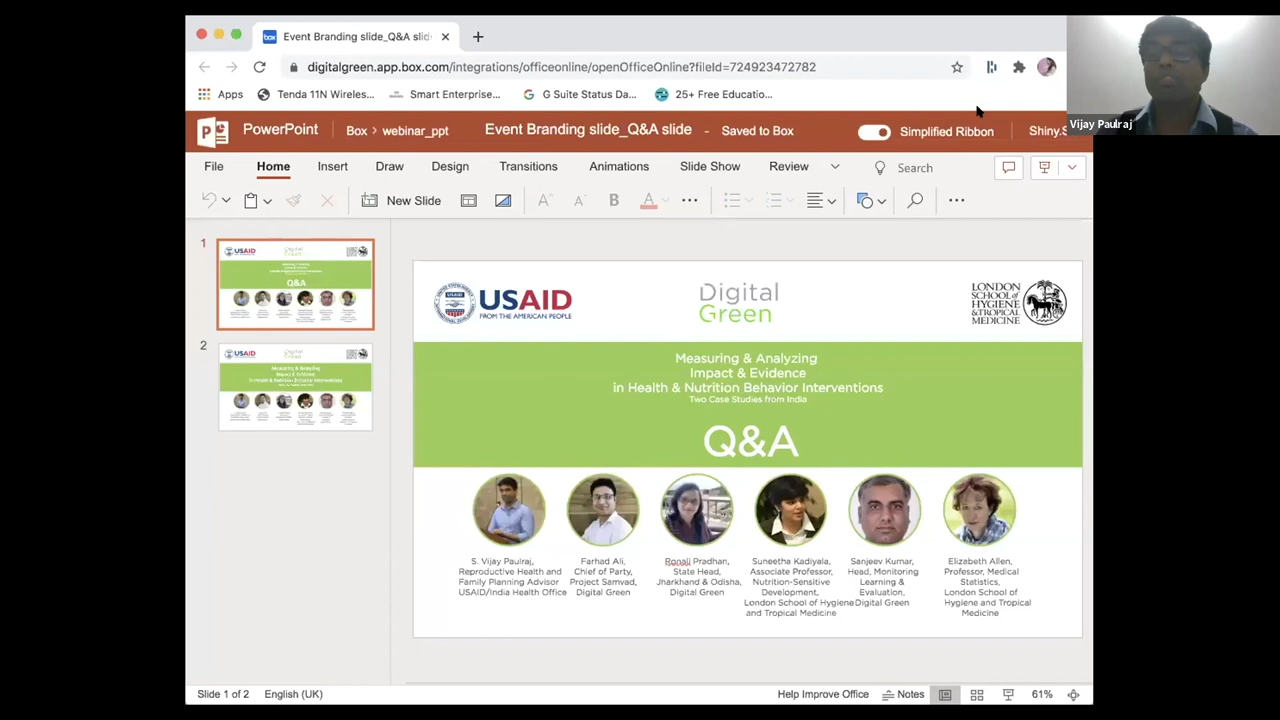 Event Branding slide_Q&A slid
digitalgreen.app.box.com/integrations/officeonline/openOfficeOnline?fileId=724923472782
Apps
Tenda 11N Wireles...
Smart Enterprise...
G Suite Status Da...
25+ Free Educatio...
Vijay Paulraj
PowerPoint
Box > webinar_ppt
Event Branding slide_Q&A slide - Saved to Box
Simplified Ribbon
Shiny.S
File Home Insert Draw Design Transitions Animations Slide Show Review Search
New Slide
1
2
USAID
FROM THE AMERICAN PEOPLE
Digital
Green
LONDON
SCHOOL of
HYGIENE
& TROPICAL
MEDICINE
Measuring & Analyzing
Impact & Evidence
in Health & Nutrition Behavior Interventions
Two Case Studies from India
Q&A
S. Vijay Paulraj,
Reproductive Health and
Family Planning Advisor
USAID/India Health Office
Farhad Ali,
Chief of Party,
Project Samvad,
Digital Green
Ronali Pradhan,
State Head,
Jharkhand & Odisha,
Digital Green
Suneetha Kadiyala,
Associate Professor,
Nutrition-Sensitive
Development,
London School of Hygiene
and Tropical Medicine
Sanjeev Kumar,
Head, Monitoring
Learning &
Evaluation,
Digital Green
Elizabeth Allen,
Professor, Medical
Statistics,
London School of
Hygiene and Tropical
Medicine
Slide 1 of 2
English (UK)
Help Improve Office
Notes
61%